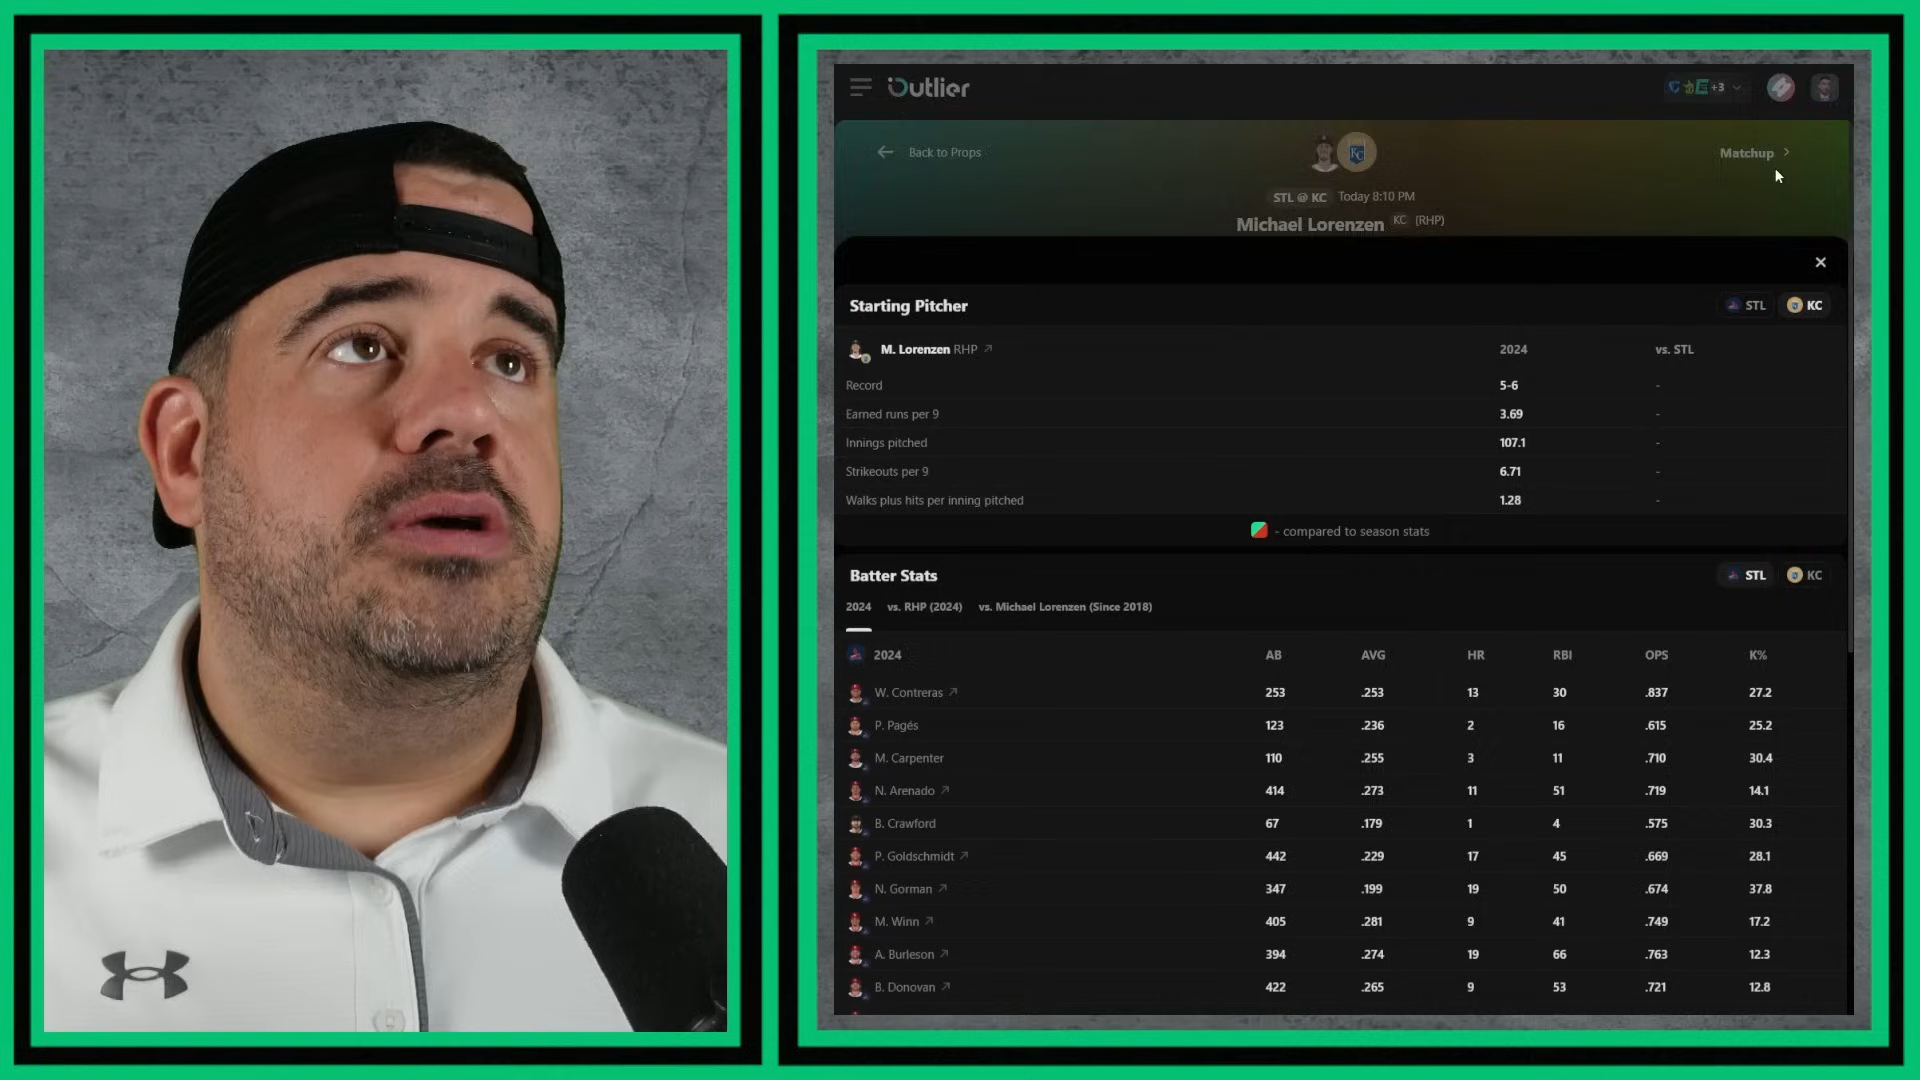 Outlier
+3
Back to Props
KC
Matchup
STL @ KC Today 8:10 PM
Michael Lorenzen KC (RHP)
Starting Pitcher STL KC
M. Lorenzen RHP 2024 vs. STL
Record 5-6 -
Earned runs per 9 3.69 -
Innings pitched 107.1 -
Strikeouts per 9 6.71 -
Walks plus hits per inning pitched 1.28 -
- compared to season stats
Batter Stats STL KC
2024 vs. RHP (2024) vs. Michael Lorenzen (Since 2018)
2024 AB AVG HR RBI OPS K%
W. Contreras 253 .253 13 30 .837 27.2
P. Pagés 123 .236 2 16 .615 25.2
M. Carpenter 110 .255 3 11 .710 30.4
N. Arenado 414 .273 11 51 .719 14.1
B. Crawford 67 .179 1 4 .575 30.3
P. Goldschmidt 442 .229 17 45 .669 28.1
N. Gorman 347 .199 19 50 .674 37.8
M. Winn 405 .281 9 41 .749 17.2
A. Burleson 394 .274 19 66 .763 12.3
B. Donovan 422 .265 9 53 .721 12.8